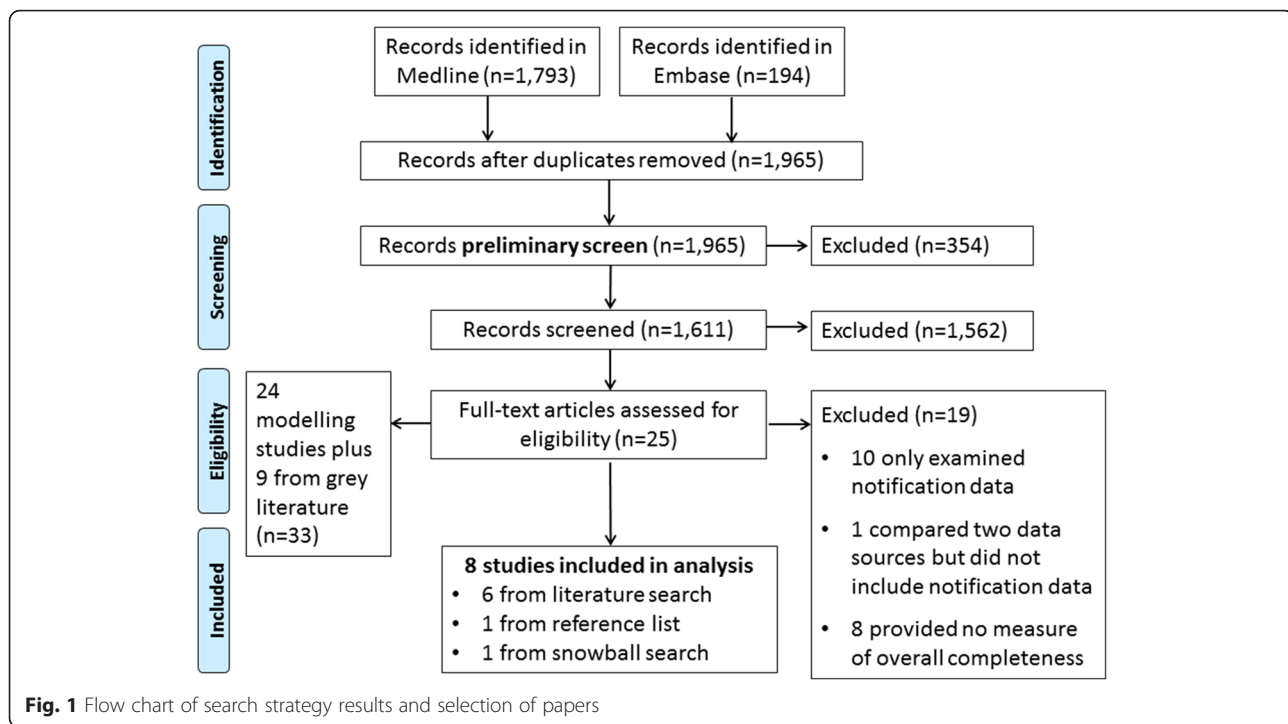 Identification
Records identified in
Medline (n=1,793)
Records identified in
Embase (n=194)
Records after duplicates removed (n=1,965)
Screening
Records preliminary screen (n=1,965)
Excluded (n=354)
Records screened (n=1,611)
Excluded (n=1,562)
Eligibility
24
modelling
studies plus
9 from grey
literature
(n=33)
Full-text articles assessed for
eligibility (n=25)
Excluded (n=19)
• 10 only examined
notification data
• 1 compared two data
sources but did not
include notification data
• 8 provided no measure
of overall completeness
Included
8 studies included in analysis
• 6 from literature search
• 1 from reference list
• 1 from snowball search
Fig. 1 Flow chart of search strategy results and selection of papers